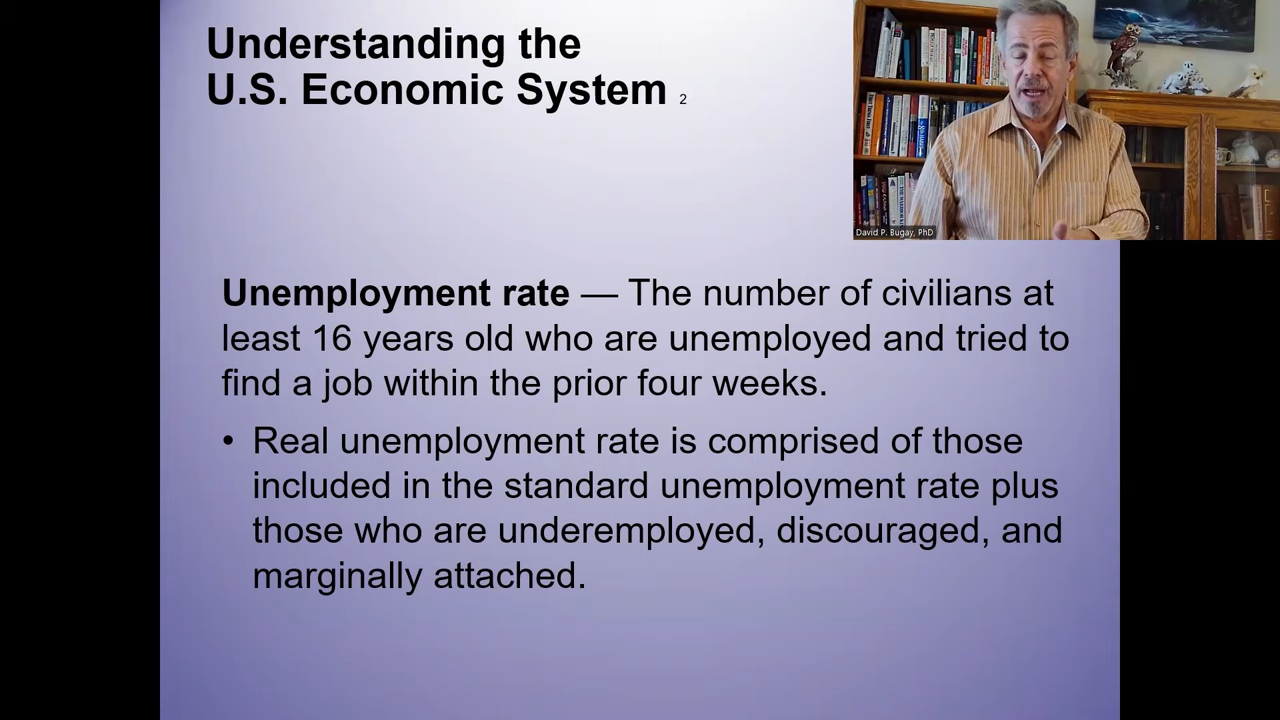 Understanding the
U.S. Economic System 2
David P. Bugay, PhD
Unemployment rate — The number of civilians at
least 16 years old who are unemployed and tried to
find a job within the prior four weeks.
• Real unemployment rate is comprised of those
included in the standard unemployment rate plus
those who are underemployed, discouraged, and
marginally attached.